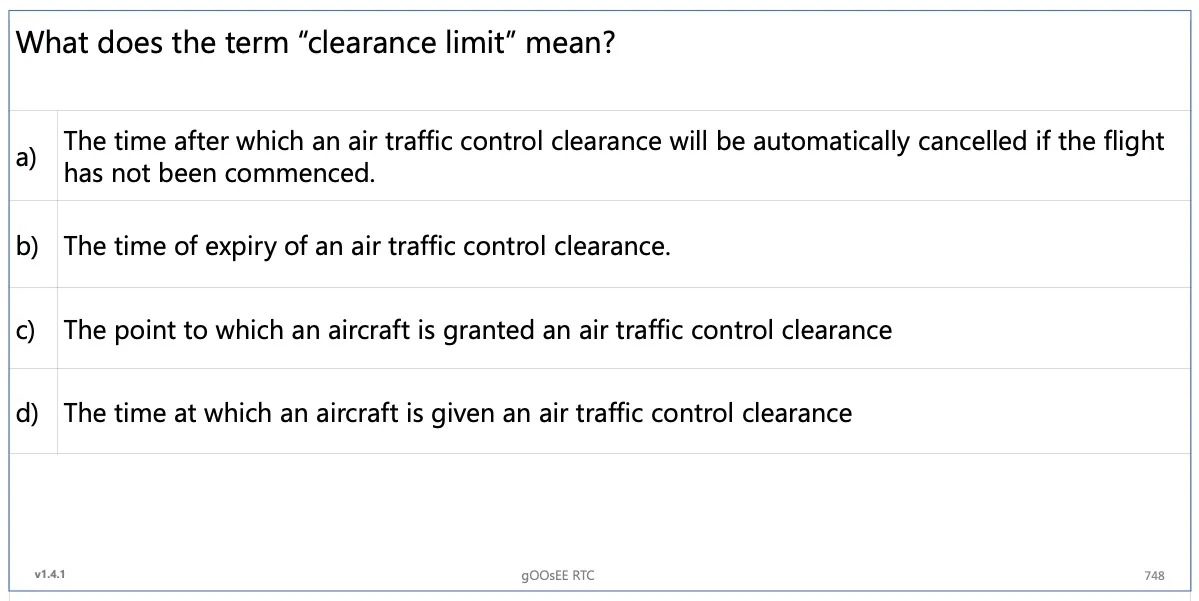 What does the term “clearance limit” mean?
a) The time after which an air traffic control clearance will be automatically cancelled if the flight
has not been commenced.
b) The time of expiry of an air traffic control clearance.
c) The point to which an aircraft is granted an air traffic control clearance
d) The time at which an aircraft is given an air traffic control clearance
v1.4.1 gOOsEE RTC 748